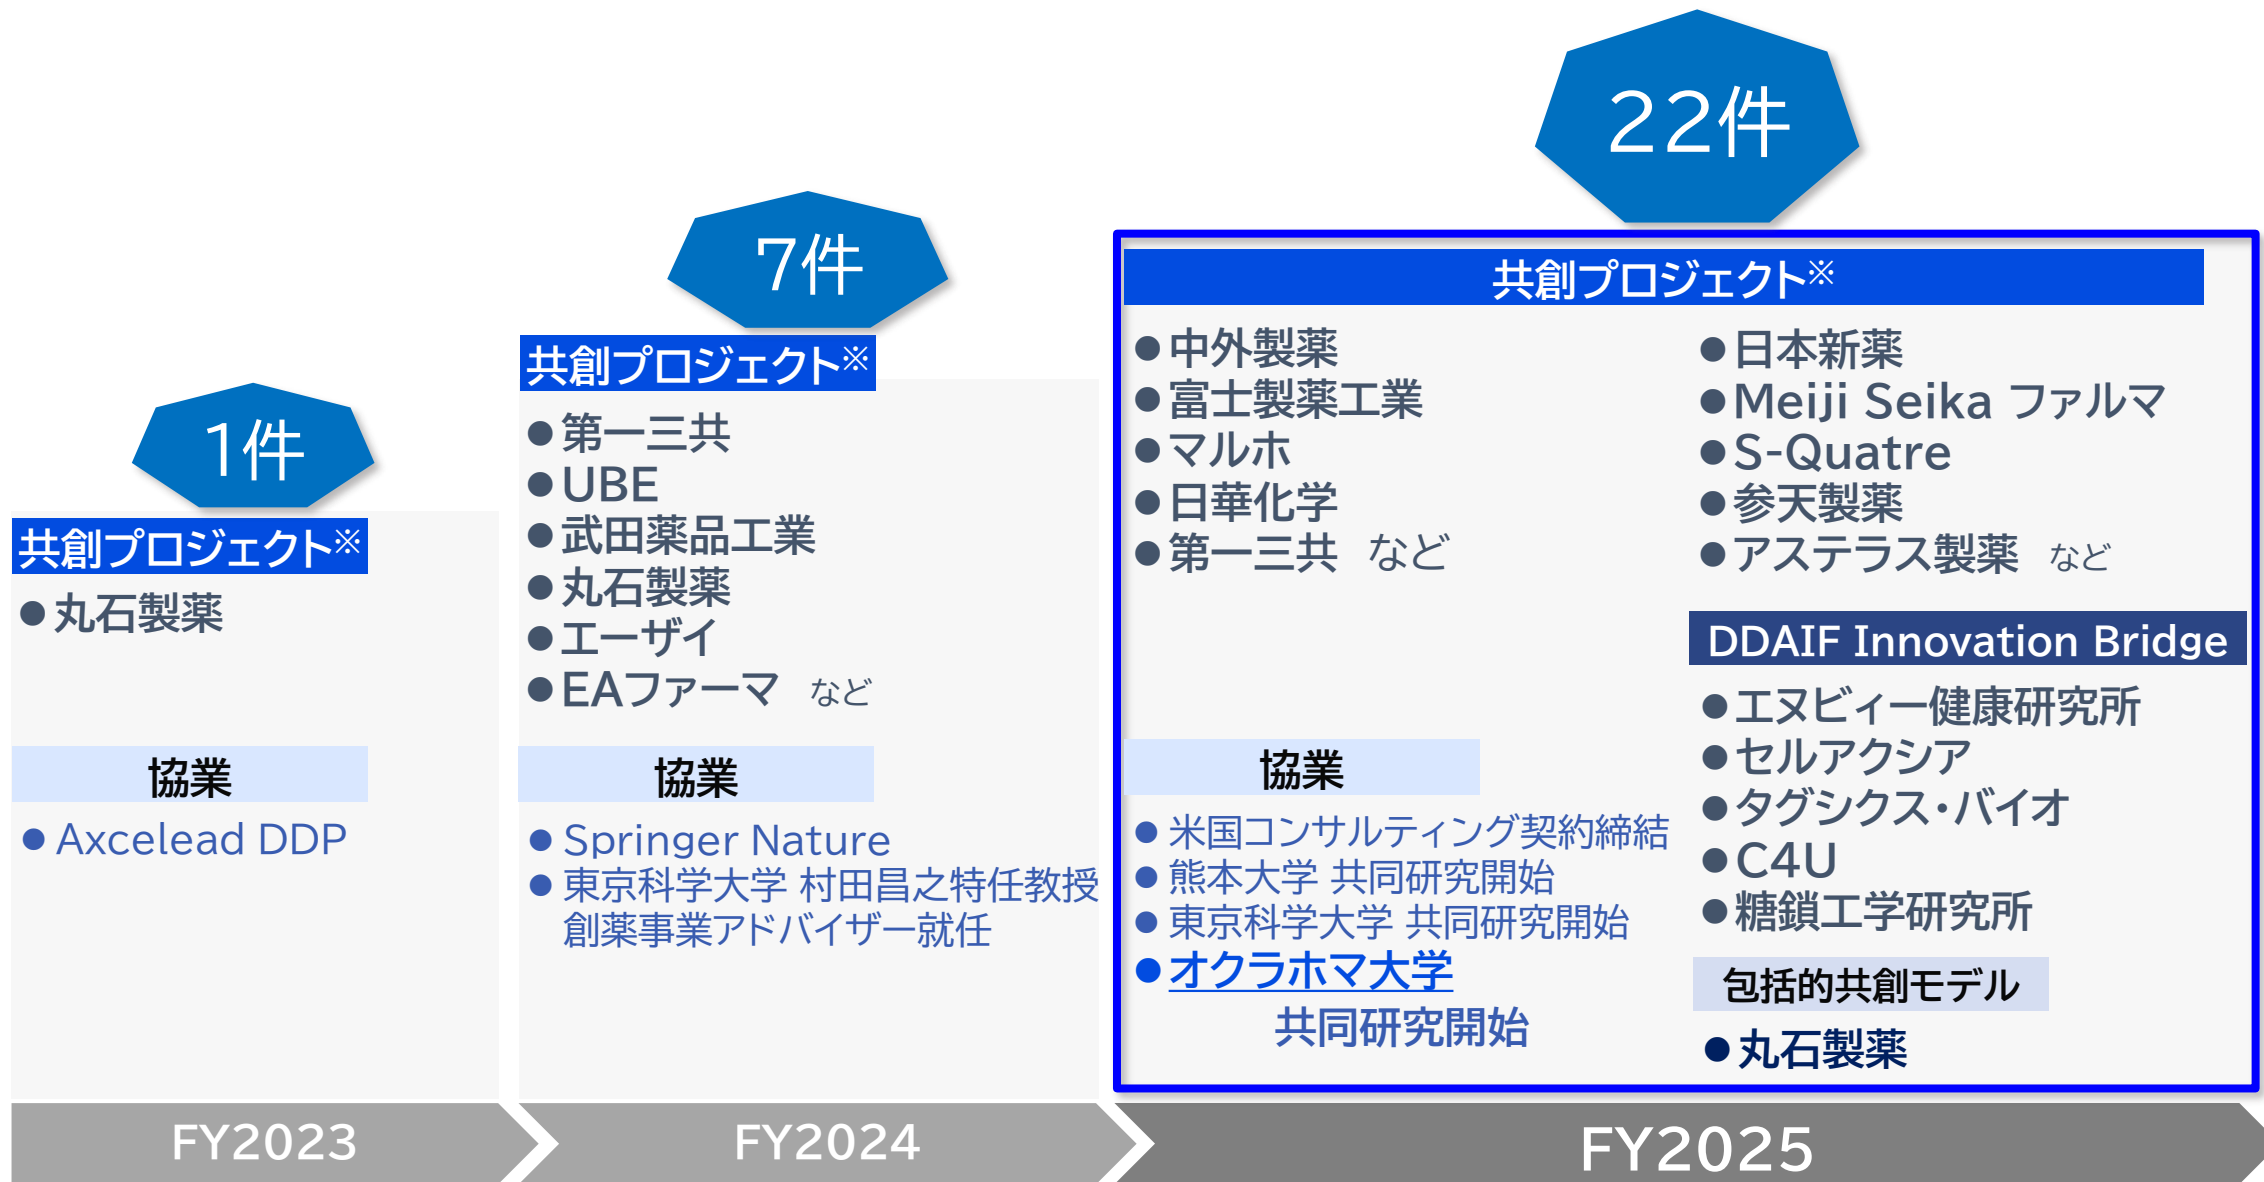 1件
共創プロジェクト※
●丸石製薬
協業
●Axcelead DDP
FY2023
7件
共創プロジェクト※
●第一三共
●UBE
●武田薬品工業
●丸石製薬
●エーザイ
●EAファーマ など
協業
●Springer Nature
●東京科学大学 村田昌之特任教授
創薬事業アドバイザー就任
FY2024
22件
共創プロジェクト※
●中外製薬
●富士製薬工業
●マルホ
●日華化学
●第一三共 など
協業
●米国コンサルティング契約締結
●熊本大学 共同研究開始
●東京科学大学 共同研究開始
●オクラホマ大学
共同研究開始
●日本新薬
●Meiji Seika ファルマ
●S-Quatre
●参天製薬
●アステラス製薬 など
DDAIF Innovation Bridge
●エヌビィー健康研究所
●セルアクシア
●タグシクス・バイオ
●C4U
●糖鎖工学研究所
包括的共創モデル
●丸石製薬
FY2025